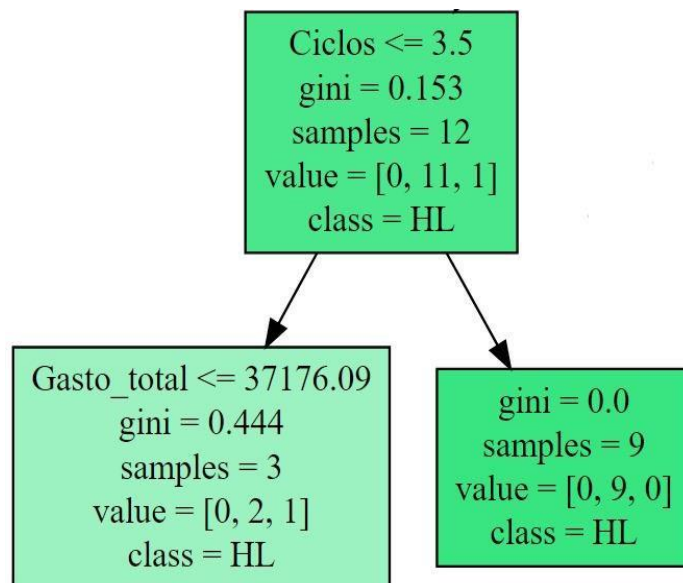 Ciclos <= 3.5
gini = 0.153
samples = 12
value = [0, 11, 1]
class = HL
Gasto_total <= 37176.09
gini = 0.444
samples = 3
value = [0, 2, 1]
class = HL
gini = 0.0
samples = 9
value = [0, 9, 0]
class = HL